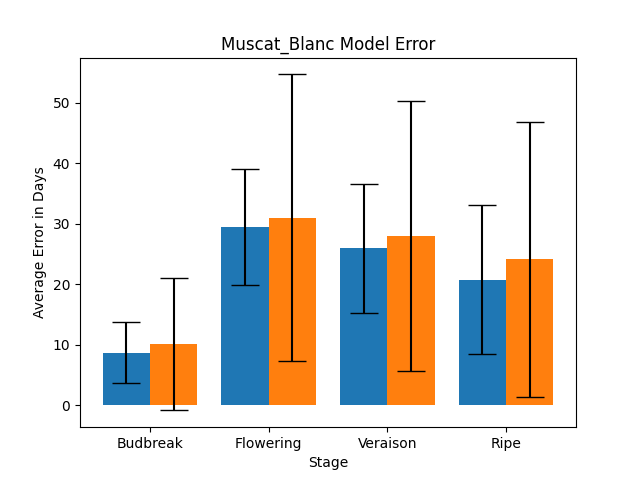 Muscat_Blanc Model Error
Average Error in Days
50
40
30
20
10
0
Budbreak Flowering Veraison Ripe
Stage